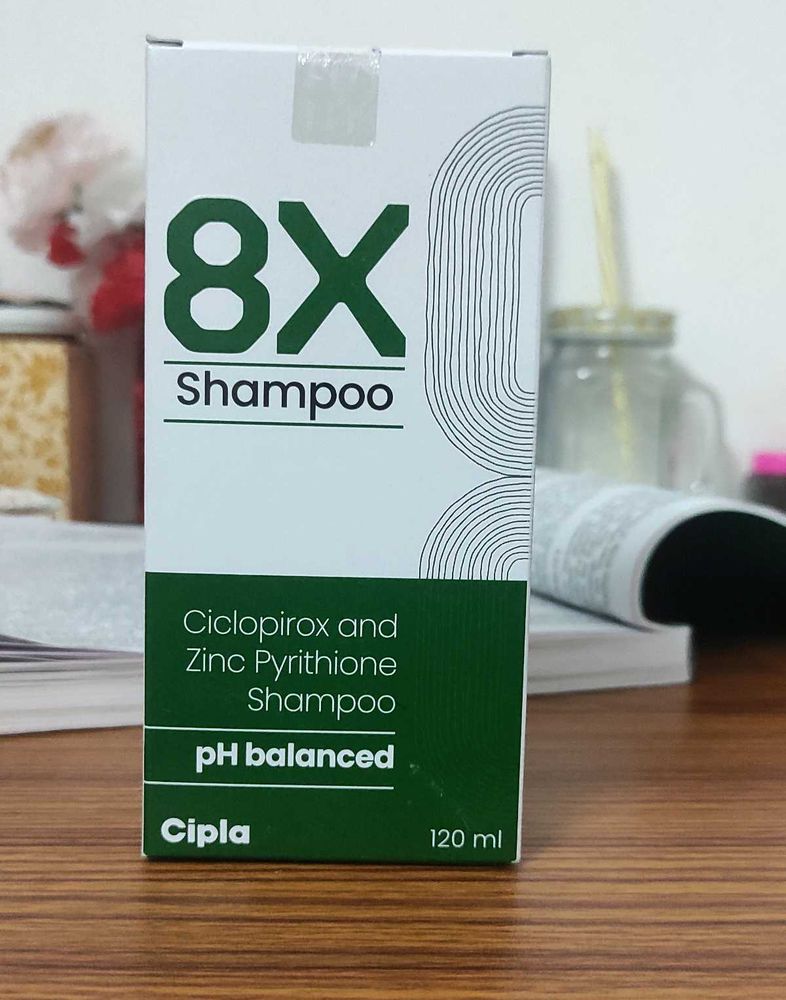 8X
Shampoo
Ciclopirox and
Zinc Pyrithione
Shampoo
pH balanced
Cipla
120 ml